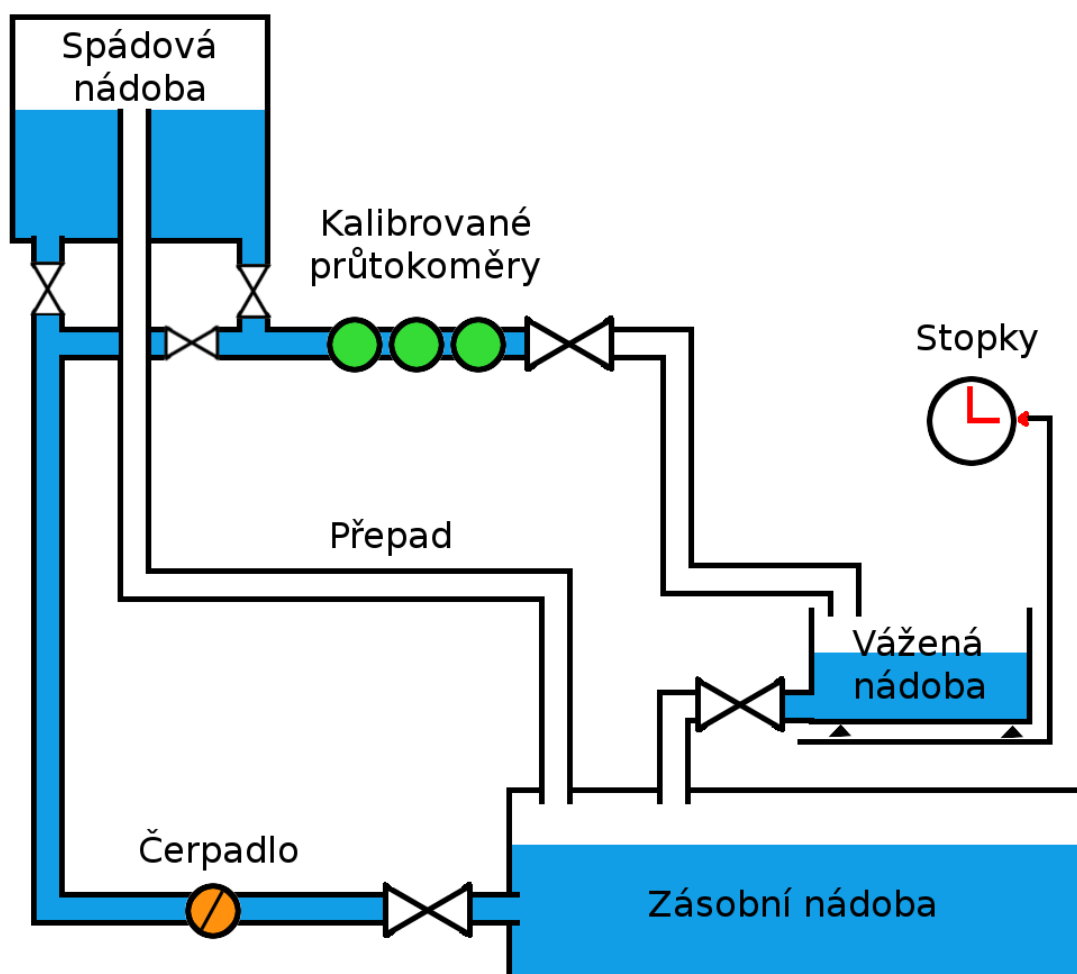 Spádová
nádoba
Kalibrované
průtokoměry
Stopky
Přepad
Vážená
nádoba
Čerpadlo
Zásobní nádoba